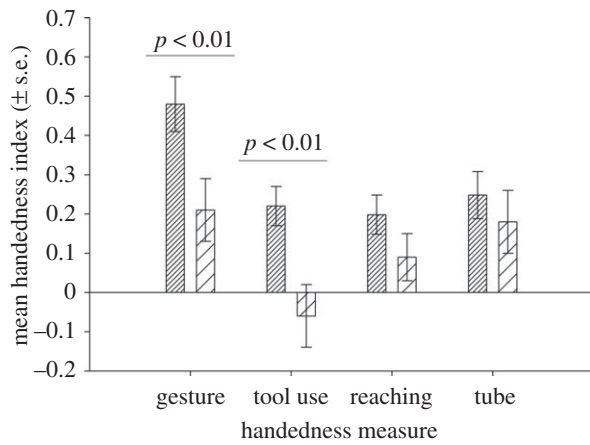 0.7
0.6
0.5
0.4
0.3
0.2
0.1
0
–0.1
–0.2
mean handedness index (± s.e.)
p < 0.01
p < 0.01
gesture tool use reaching tube
handedness measure